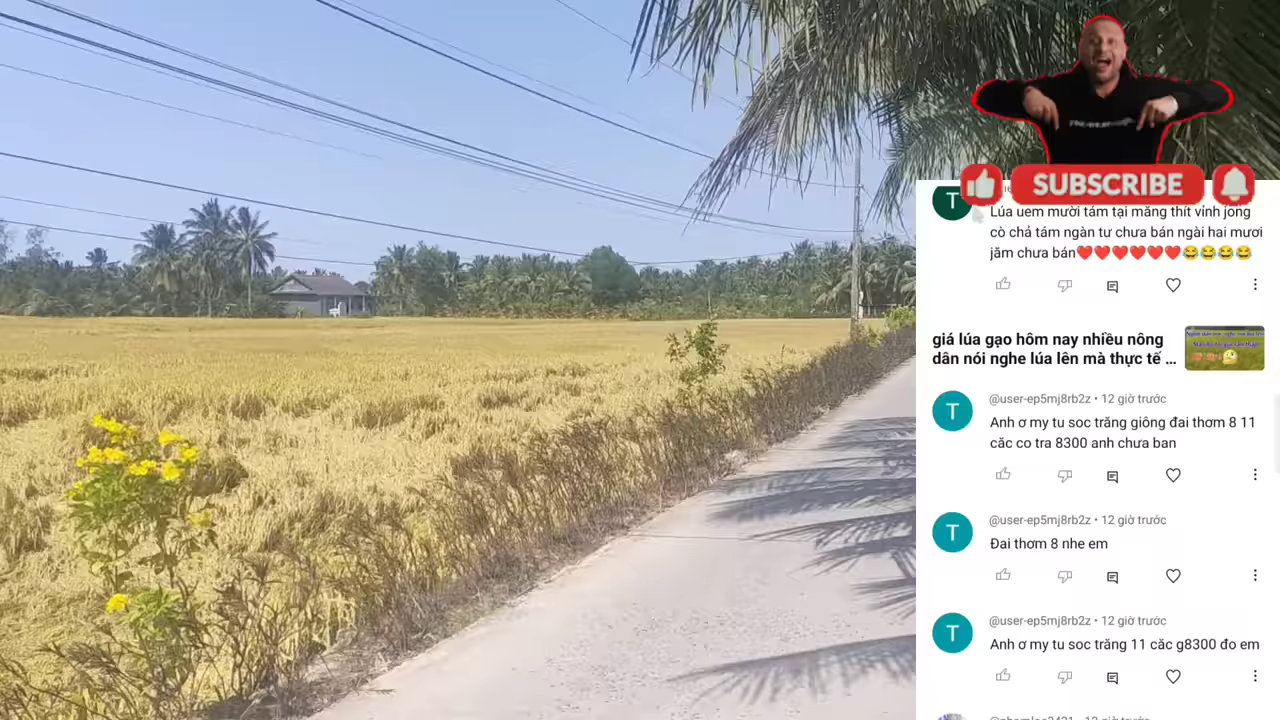 SUBSCRIBE
Lúa uem mười tám tại măng thít vỉnh jong
cò chả tám ngàn tư chưa bán ngài hai mươi
jăm chưa bán❤️❤️❤️❤️❤️❤️😂😂😂😂
giá lúa gạo hôm nay nhiều nông
dân nói nghe lúa lên mà thực tế ...
@user-ep5mj8rb2z • 12 giờ trước
Anh ơ my tu soc trăng giông đai thơm 8 11
căc co tra 8300 anh chưa ban
@user-ep5mj8rb2z • 12 giờ trước
Đai thơm 8 nhe em
@user-ep5mj8rb2z • 12 giờ trước
Anh ơ my tu soc trăng 11 căc g8300 đo em